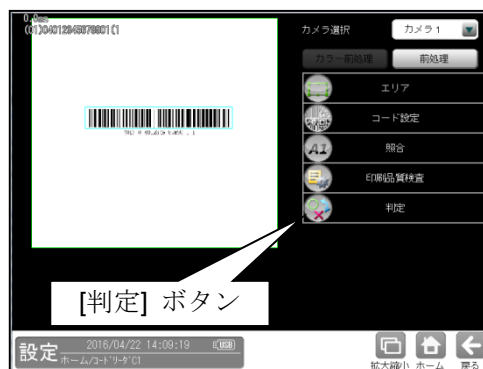 0.0ms
カメラ選択
カメラ1
カラー前処理
前処理
エリア
コード設定
照合
印刷品質検査
判定
[判定] ボタン
設定
2016/04/22 14:09:19
USB
ホーム/コードリーダC1
拡大縮小
ホーム
戻る